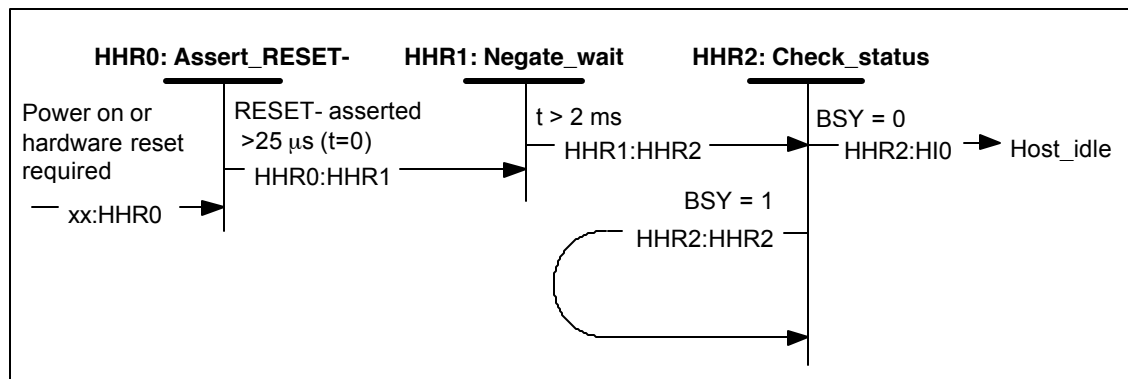 HHR0: Assert_RESET-
HHR1: Negate_wait
HHR2: Check_status
Power on or
hardware reset
required
xx:HHR0
RESET- asserted
>25 μs (t=0)
HHR0:HHR1
t > 2 ms
HHR1:HHR2
BSY = 0
HHR2:HI0
Host_idle
BSY = 1
HHR2:HHR2